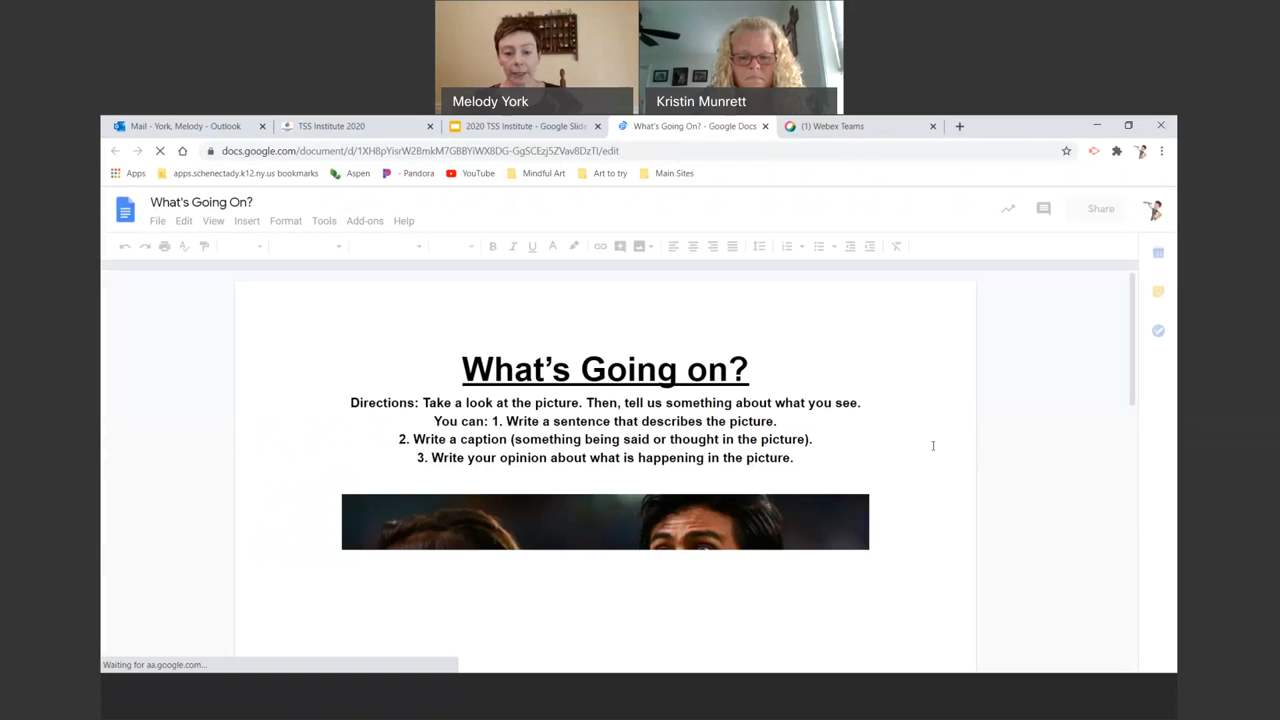 Melody York
Kristin Munrett
Mail - York, Melody - Outlook
TSS Institute 2020
2020 TSS Institute - Google Slide
What's Going On? - Google Docs
(1) Webex Teams
docs.google.com/document/d/1XH8pYisrW2BmkM7GBBYiWX8DG-GgSCEzj5ZVav8DzTI/edit
Apps
apps.schenectady.k12.ny.us bookmarks
Aspen
- Pandora
YouTube
Mindful Art
Art to try
Main Sites
What's Going On?
File Edit View Insert Format Tools Add-ons Help
Share
What’s Going on?
Directions: Take a look at the picture. Then, tell us something about what you see.
You can: 1. Write a sentence that describes the picture.
2. Write a caption (something being said or thought in the picture).
3. Write your opinion about what is happening in the picture.
Waiting for aa.google.com...